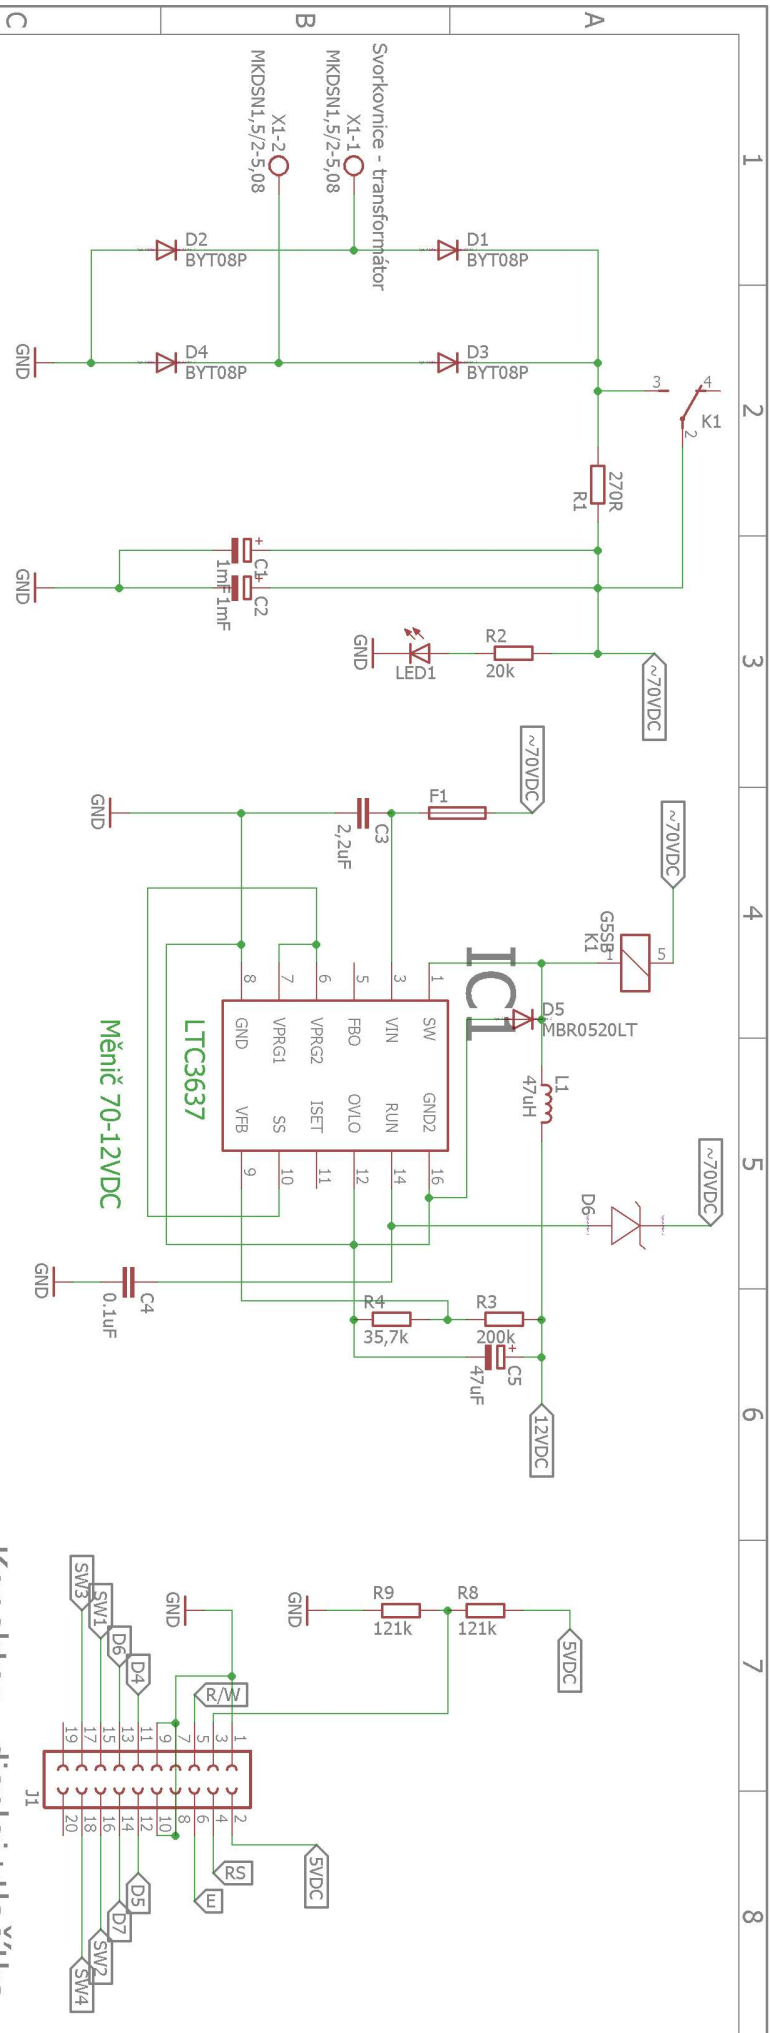 1
2
3
4
5
6
7
8
A
B
C
Svorkovnice - transformátor
X1-1
MKDSN1,5/2-5,08
X1-2
MKDSN1,5/2-5,08
D1
BYT08P
D2
BYT08P
D3
BYT08P
D4
BYT08P
GND
3
4
2
K1
270R
R1
C1
1mF
C2
1mF
+
+
GND
R2
20k
LED1
GND
~70VDC
~70VDC
F1
C3
2,2uF
GND
~70VDC
G5SB
K1
1
5
IC1
D5
MBR0520LT
L1
47uH
1
3
5
6
7
8
SW
VIN
FBO
VPRG2
VPRG1
GND
GND2
RUN
OVLO
ISET
SS
VFB
16
14
12
11
10
9
LTC3637
Měnič 70-12VDC
~70VDC
D6
C4
0.1uF
GND
R4
35,7k
R3
200k
+
C5
47uF
12VDC
5VDC
R8
121k
R9
121k
GND
GND
SW3
SW1
D6
D4
R/W
19
17
15
13
11
9
7
5
3
1
20
18
16
14
12
10
8
6
4
2
J1
5VDC
RS
E
D5
D7
SW2
SW4